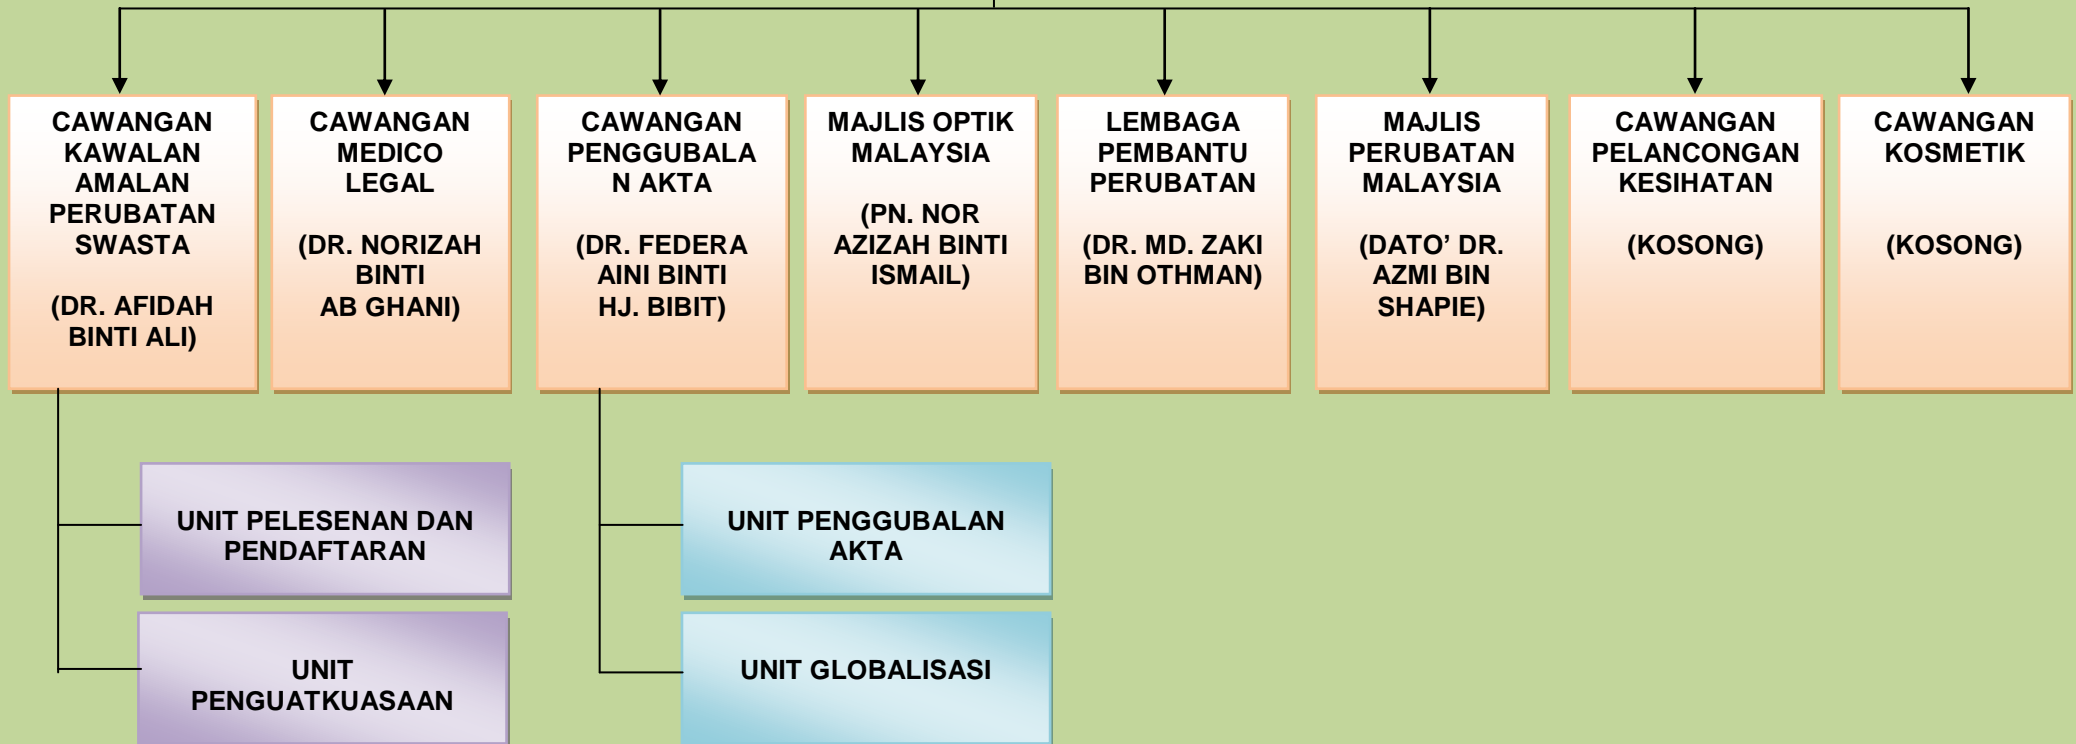 CAWANGAN
KAWALAN
AMALAN
PERUBATAN
SWASTA
(DR. AFIDAH
BINTI ALI)
CAWANGAN
MEDICO
LEGAL
(DR. NORIZAH
BINTI
AB GHANI)
CAWANGAN
PENGGUBALA
N AKTA
(DR. FEDERA
AINI BINTI
HJ. BIBIT)
MAJLIS OPTIK
MALAYSIA
(PN. NOR
AZIZAH BINTI
ISMAIL)
LEMBAGA
PEMBANTU
PERUBATAN
(DR. MD. ZAKI
BIN OTHMAN)
MAJLIS
PERUBATAN
MALAYSIA
(DATO’ DR.
AZMI BIN
SHAPIE)
CAWANGAN
PELANCONGAN
KESIHATAN
(KOSONG)
CAWANGAN
KOSMETIK
(KOSONG)
UNIT PELESENAN DAN
PENDAFTARAN
UNIT
PENGUATKUASAAN
UNIT PENGGUBALAN
AKTA
UNIT GLOBALISASI